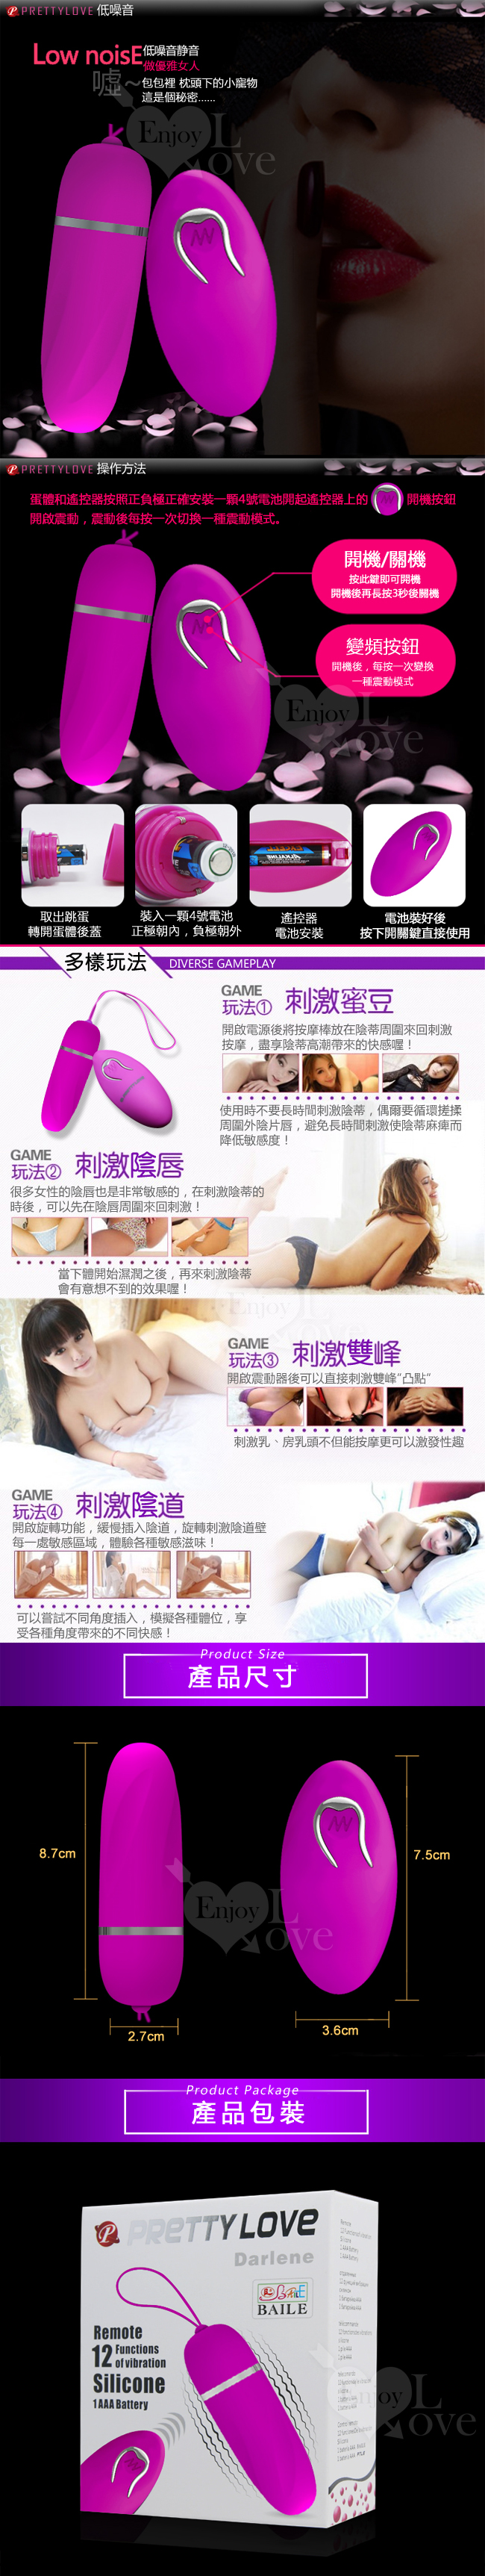 PRETTYLOVE 低噪音
Low noisE 低噪音静音
做優雅女人
噓~ 包包裡 枕頭下的小寵物
這是個秘密......
Enjoy Love
PRETTYLOVE 操作方法
蛋體和遙控器按照正負極正確安裝一顆4號電池開起遙控器上的 開機按鈕
開啟震動，震動後每按一次切換一種震動模式。
開機/關機
按此鍵即可開機
開機後再長按3秒後關機
變頻按鈕
開機後，每按一次變換
一種震動模式
Enjoy Love
取出跳蛋
轉開蛋體後蓋
裝入一顆4號電池
正極朝內，負極朝外
遙控器
電池安裝
電池裝好後
按下開關鍵直接使用
多樣玩法 DIVERSE GAMEPLAY
GAME
玩法① 刺激蜜豆
開啟電源後將按摩棒放在陰蒂周圍來回刺激
按摩，盡享陰蒂高潮帶來的快感喔！
使用時不要長時間刺激陰蒂，偶爾要循環搓揉
周圍外陰片唇，避免長時間刺激使陰蒂麻痺而
降低敏感度！
GAME
玩法② 刺激陰唇
很多女性的陰唇也是非常敏感的，在刺激陰蒂的
時後，可以先在陰唇周圍來回刺激！
當下體開始濕潤之後，再來刺激陰蒂
會有意想不到的效果喔！
Enjoy
GAME
玩法③ 刺激雙峰
開啟震動器後可以直接刺激雙峰"凸點"
刺激乳、房乳頭不但能按摩更可以激發性趣
GAME
玩法④ 刺激陰道
開啟旋轉功能，緩慢插入陰道，旋轉刺激陰道壁
每一處敏感區域，體驗各種敏感滋味！
可以嘗試不同角度插入，模擬各種體位，享
受各種角度帶來的不同快感！
Product Size
產品尺寸
8.7cm
7.5cm
Enjoy Love
2.7cm
3.6cm
Product Package
產品包裝
PRETTYLOVE
Darlene
BAILE
BAILE
Remote
12 Functions
of vibration
Silicone
1 AAA Battery
Enjoy Love